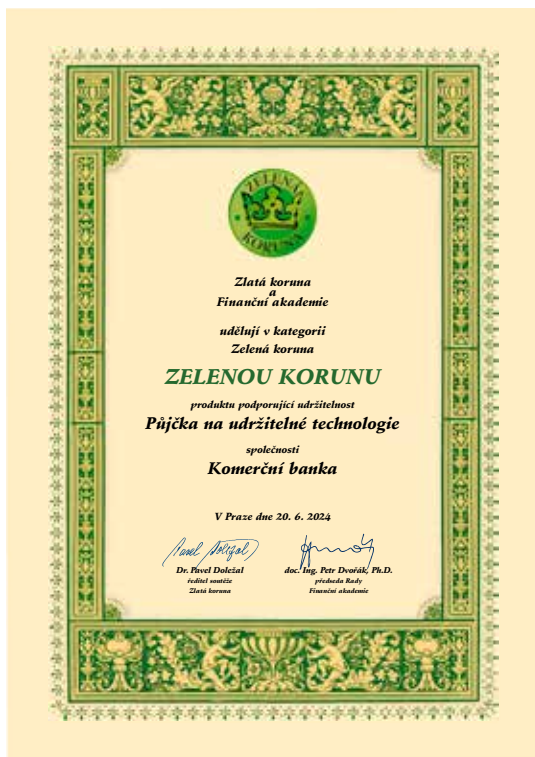 ZELENÁ
KORUNA
Zlatá koruna
a
Finanční akademie
udělují v kategorii
Zelená koruna
ZELENOU KORUNU
produktu podporující udržitelnost
Půjčka na udržitelné technologie
společnosti
Komerční banka
V Praze dne 20. 6. 2024
Pavel Doležal
Dr. Pavel Doležal doc. Ing. Petr Dvořák, Ph.D.
ředitel soutěže předseda Rady
Zlatá koruna Finanční akademie